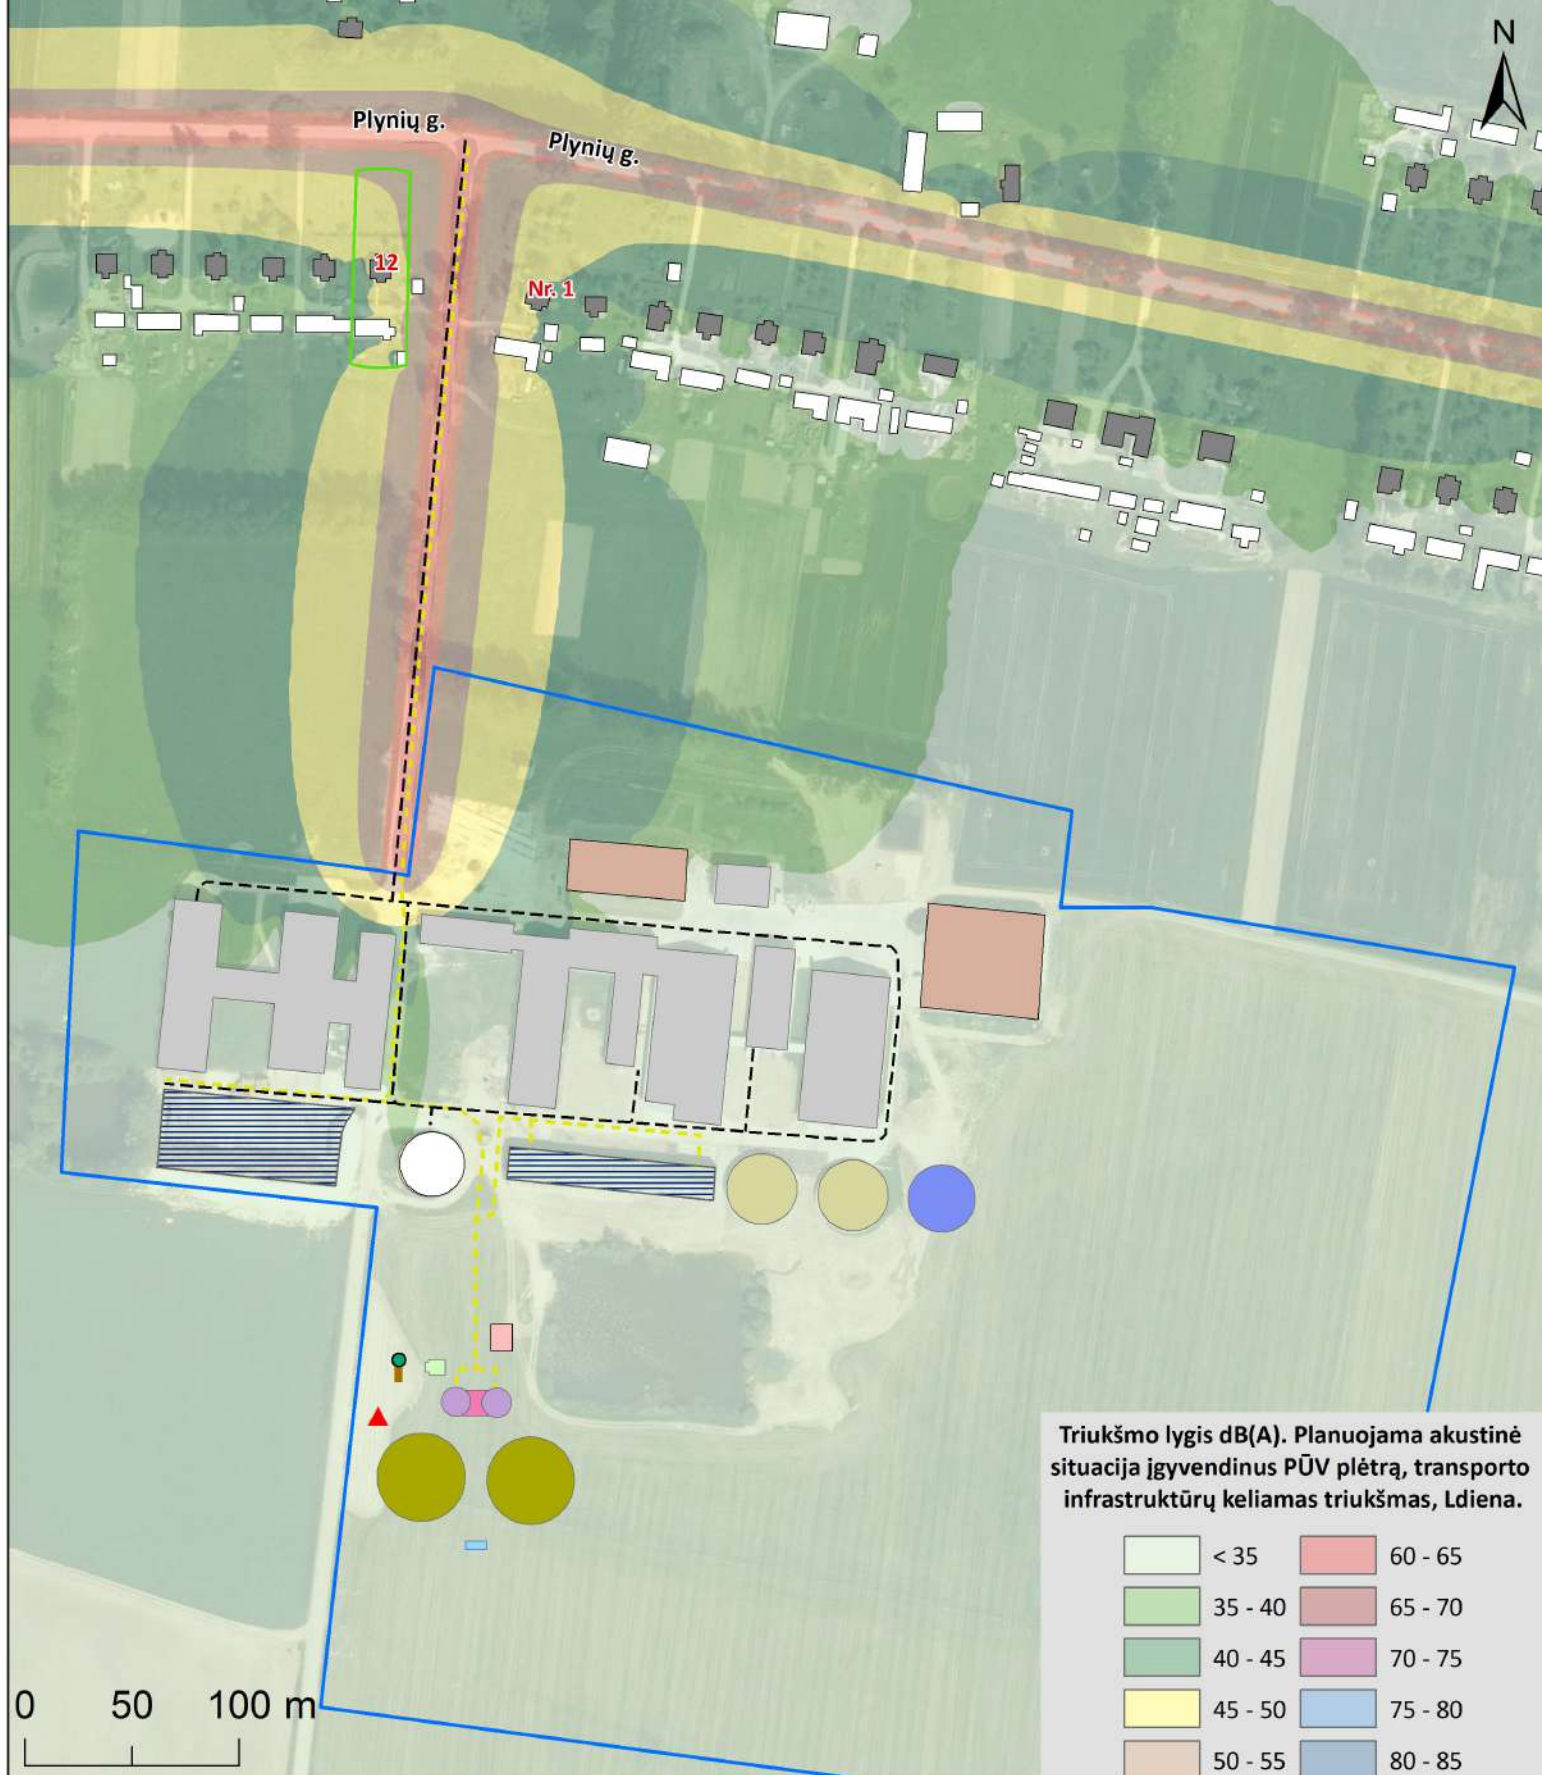 N
Plynių g.
Plynių g.
12
Nr. 1
Triukšmo lygis dB(A). Planuojama akustinė
situacija įgyvendinus PŪV plėtrą, transporto
infrastruktūrų keliamas triukšmas, Ldiena.
< 35 60 - 65
35 - 40 65 - 70
40 - 45 70 - 75
45 - 50 75 - 80
50 - 55 80 - 85
0 50 100 m